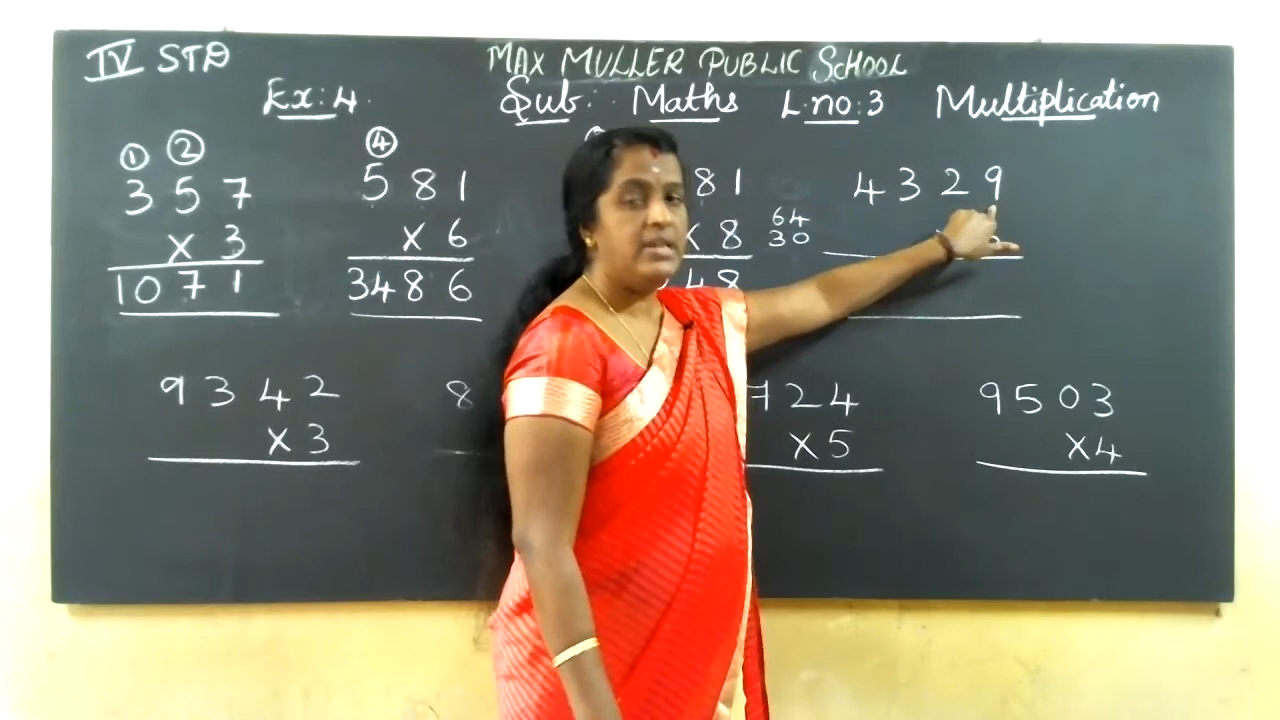 IV STD
MAX MULLER PUBLIC SCHOOL
Ex: 4.
Sub: Maths L.no:3 Multiplication
① ②
3 5 7
x 3
10 7 1
④
5 8 1
x 6
3 4 8 6
8 1
x 8
4 8
64
30
4 3 2 9
9 3 4 2
x 3
8
7 2 4
x 5
9 5 0 3
x 4